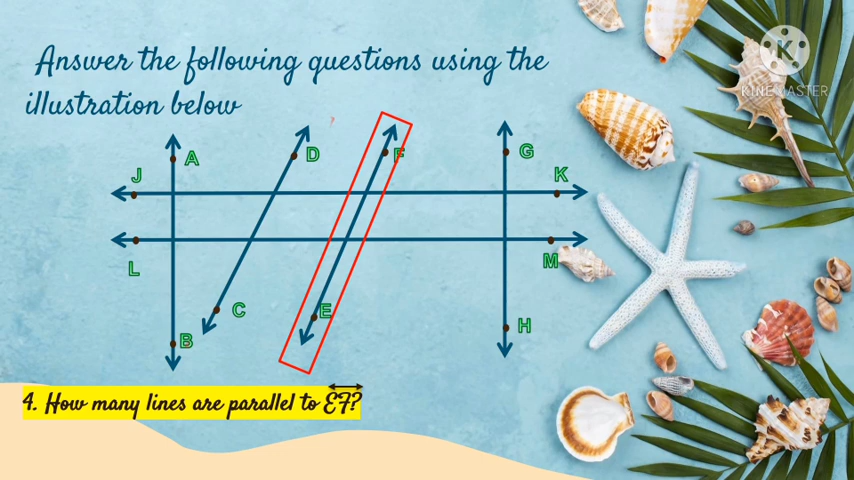 Answer the following questions using the
illustration below
A
D
F
G
J
K
L
M
C
E
B
H
4. How many lines are parallel to EF?
K
KINEMASTER